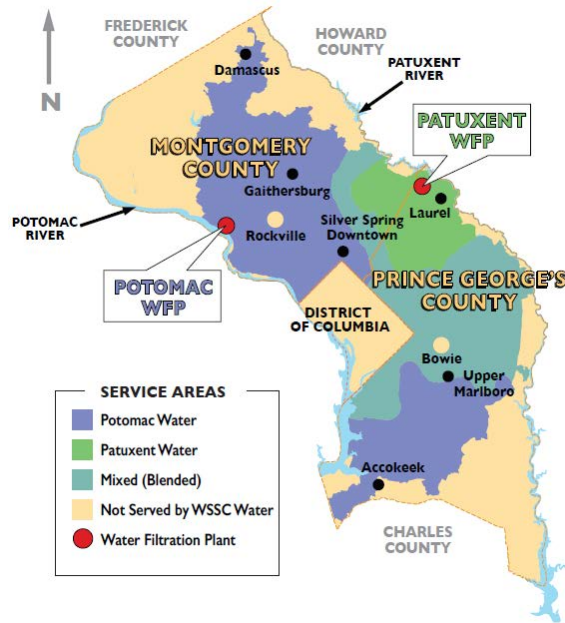 FREDERICK
COUNTY
HOWARD
COUNTY
PATUXENT
RIVER
N
Damascus
PATUXENT
WFP
MONTGOMERY
COUNTY
Gaithersburg
Laurel
POTOMAC
RIVER
Rockville
Silver Spring
Downtown
POTOMAC
WFP
PRINCE GEORGE'S
COUNTY
DISTRICT
OF COLUMBIA
Bowie
Upper
Marlboro
SERVICE AREAS
Potomac Water
Patuxent Water
Mixed (Blended)
Not Served by WSSC Water
Water Filtration Plant
Accokeek
CHARLES
COUNTY